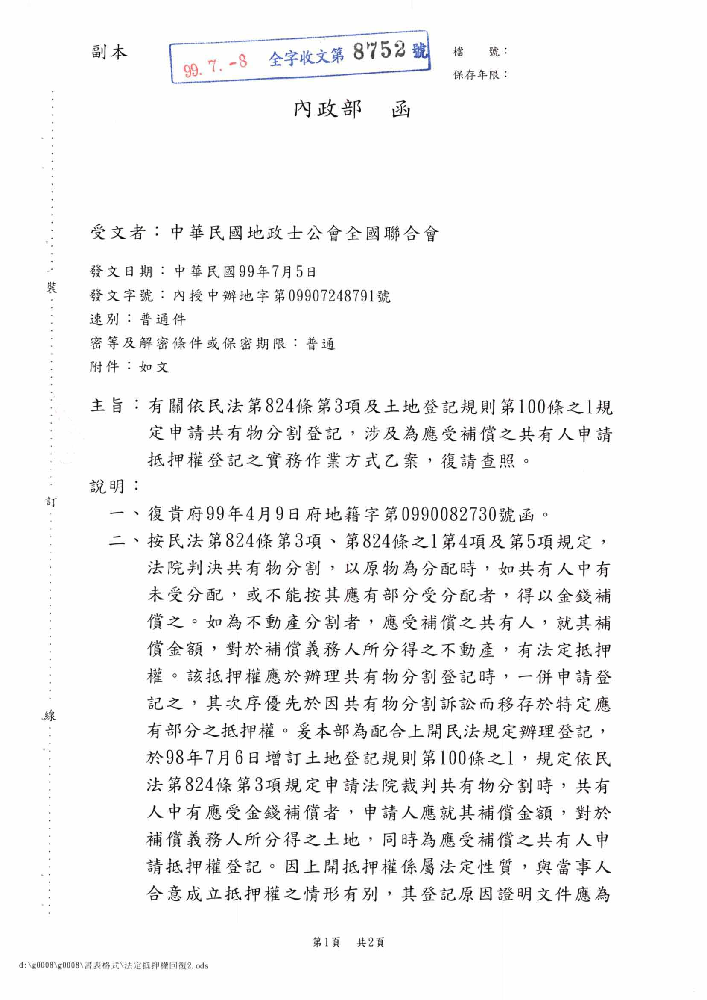 副本
99.7.-8 全字收文第8752號
檔　　號：
保存年限：
內政部　函
受文者：中華民國地政士公會全國聯合會
發文日期：中華民國99年7月5日
發文字號：內授中辦地字第09907248791號
速別：普通件
密等及解密條件或保密期限：普通
附件：如文
主旨：有關依民法第824條第3項及土地登記規則第100條之1規
定申請共有物分割登記，涉及為應受補償之共有人申請
抵押權登記之實務作業方式乙案，復請查照。
說明：
一、復貴府99年4月9日府地籍字第0990082730號函。
二、按民法第824條第3項、第824條之1第4項及第5項規定，
法院判決共有物分割，以原物為分配時，如共有人中有
未受分配，或不能按其應有部分受分配者，得以金錢補
償之。如為不動產分割者，應受補償之共有人，就其補
償金額，對於補償義務人所分得之不動產，有法定抵押
權。該抵押權應於辦理共有物分割登記時，一併申請登
記之，其次序優先於因共有物分割訴訟而移存於特定應
有部分之抵押權。爰本部為配合上開民法規定辦理登記，
於98年7月6日增訂土地登記規則第100條之1，規定依民
法第824條第3項規定申請法院裁判共有物分割時，共有
人中有應受金錢補償者，申請人應就其補償金額，對於
補償義務人所分得之土地，同時為應受補償之共有人申
請抵押權登記。因上開抵押權係屬法定性質，與當事人
合意成立抵押權之情形有別，其登記原因證明文件應為
裝
訂
線
第1頁　共2頁
d:\g0008\g0008\書表格式\法定抵押權回復2.ods